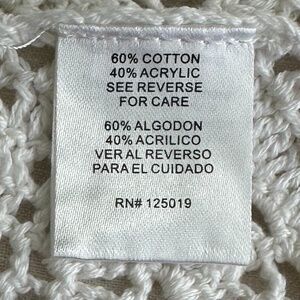 60% COTTON
40% ACRYLIC
SEE REVERSE
FOR CARE
60% ALGODON
40% ACRILICO
VER AL REVERSO
PARA EL CUIDADO
RN# 125019